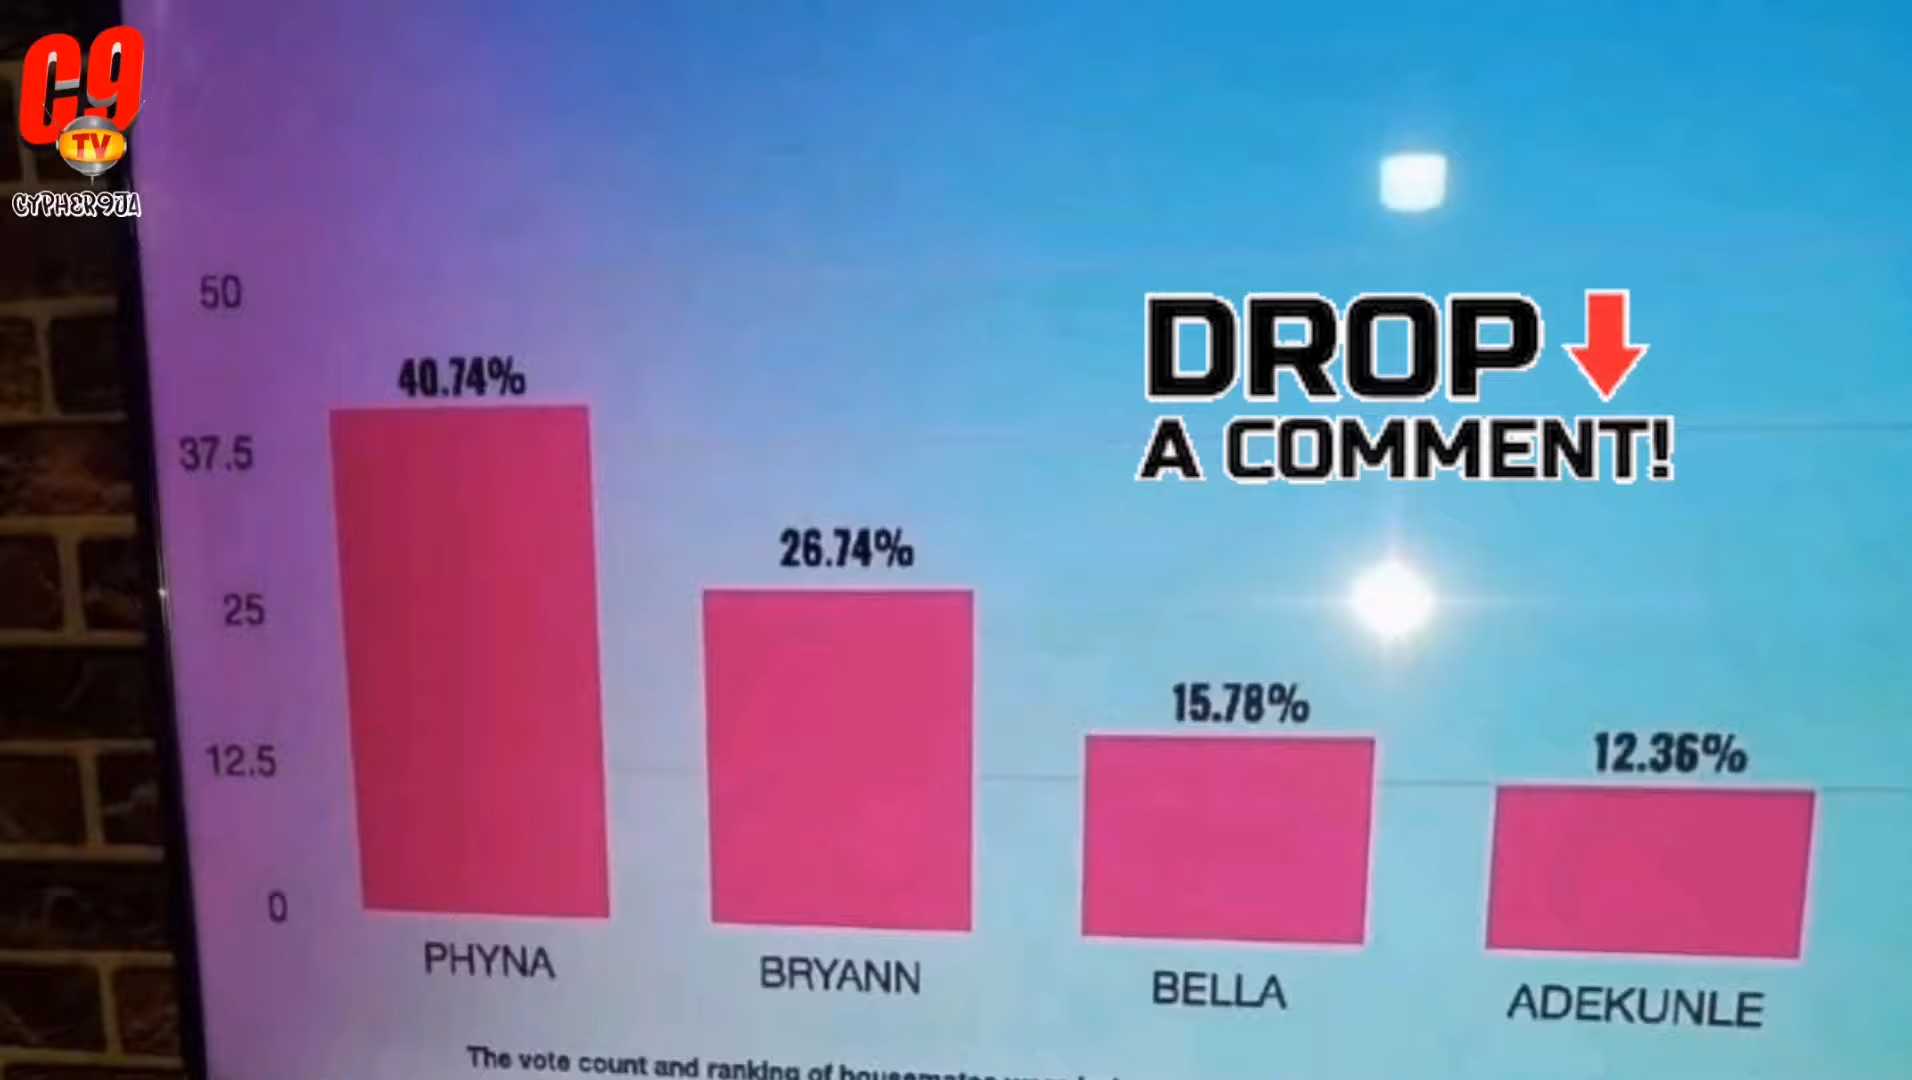 C9
TV
CYPHER9JA
50
40.74%
37.5
DROP
A COMMENT!
26.74%
25
15.78%
12.36%
12.5
0
PHYNA
BRYANN
BELLA
ADEKUNLE
The vote count and ranking of housemates